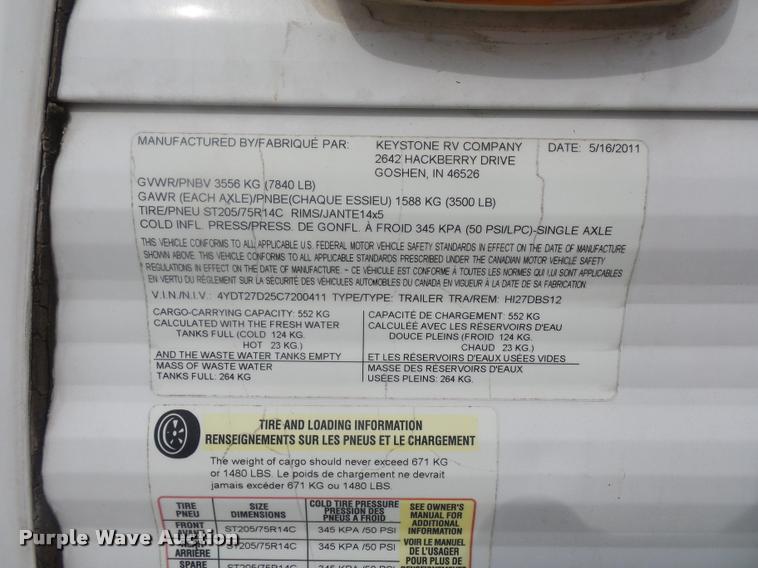 MANUFACTURED BY/FABRIQUÉ PAR: KEYSTONE RV COMPANY DATE: 5/16/2011
2642 HACKBERRY DRIVE
GOSHEN, IN 46526
GVWR/PNBV 3556 KG (7840 LB)
GAWR (EACH AXLE)/PNBE(CHAQUE ESSIEU) 1588 KG (3500 LB)
TIRE/PNEU ST205/75R14C RIMS/JANTE14x5
COLD INFL. PRESS/PRESS. DE GONFL. À FROID 345 KPA (50 PSI/LPC)-SINGLE AXLE
THIS VEHICLE CONFORMS TO ALL APPLICABLE U.S. FEDERAL MOTOR VEHICLE SAFETY STANDARDS IN EFFECT ON THE DATE OF MANUFACTURE
SHOWN ABOVE. THIS VEHICLE CONFORMS TO ALL APPLICABLE STANDARDS PRESCRIBED UNDER THE CANADIAN MOTOR VEHICLE SAFETY
REGULATIONS IN EFFECT ON THE DATE OF MANUFACTURE - CE VÉHICULE EST CONFORME À TOUTES LES NORMES QUI LUI SONT APPLICABLES
EN VERTU DU RÈGLEMENT SUR LA SÉCURITÉ DES VÉHICULES AUTOMOBILES DU CANADA EN VIGUEUR À LA DATE DE SA FABRICATION.
V.I.N./N.I.V.: 4YDT27D25C7200411 TYPE/TYPE: TRAILER TRA/REM: HI27DBS12
CARGO-CARRYING CAPACITY: 552 KG
CALCULATED WITH THE FRESH WATER
TANKS FULL (COLD 124 KG.
HOT 23 KG.)
AND THE WASTE WATER TANKS EMPTY
MASS OF WASTE WATER
TANKS FULL: 264 KG
CAPACITÉ DE CHARGEMENT: 552 KG
CALCULÉE AVEC LES RÉSERVOIRS D'EAU
DOUCE PLEINS (FROID 124 KG.
CHAUD 23 KG.)
ET LES RÉSERVOIRS D'EAUX USÉES VIDES
MASSE DES RÉSERVOIRS D'EAUX
USÉES PLEINS: 264 KG.
TIRE AND LOADING INFORMATION
RENSEIGNEMENTS SUR LES PNEUS ET LE CHARGEMENT
The weight of cargo should never exceed 671 KG
or 1480 LBS. Le poids de chargement ne devrait
jamais excéder 671 KG ou 1480 LBS.
TIRE SIZE COLD TIRE PRESSURE
PNEU DIMENSIONS PRESSION DES
PNEUS A FROID
FRONT ST205/75R14C 345 KPA /50 PSI
ARRIÈRE ST205/75R14C 345 KPA /50 PSI
SPARE ST205/75R14C 345 KPA /50 PSI
SEE OWNER'S
MANUAL FOR
ADDITIONAL
INFORMATION
VOIR LE MANUEL
DE L'USAGER
POUR PLUS DE
Purple Wave Auction